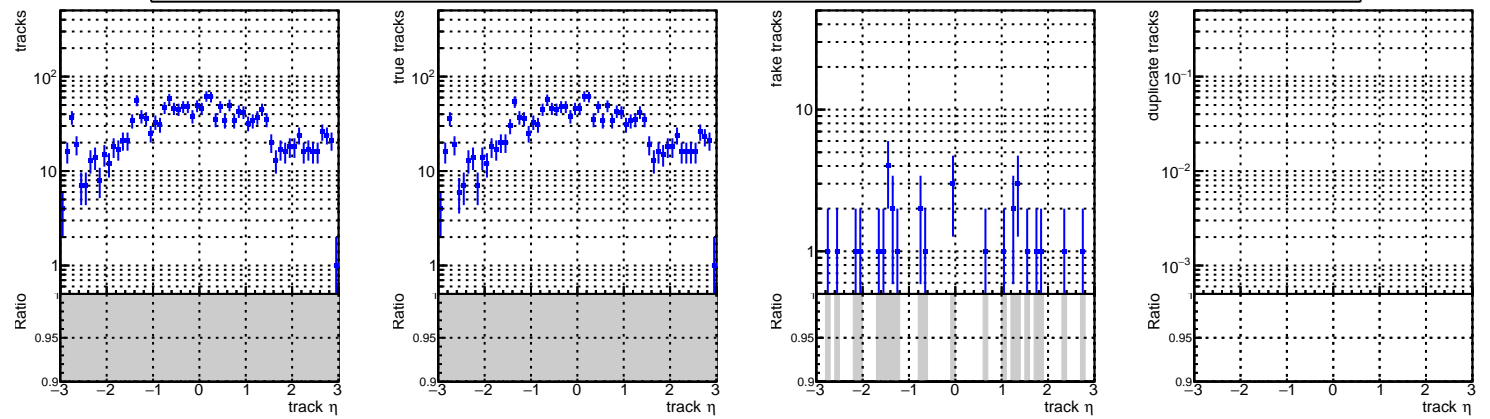 tracks
10²
10
1
Ratio
1
0.95
0.9
−3 −2 −1 0 1 2 3
track η
true tracks
10²
10
1
Ratio
1
0.95
0.9
−3 −2 −1 0 1 2 3
track η
fake tracks
10
1
Ratio
1
0.95
0.9
−3 −2 −1 0 1 2 3
track η
duplicate tracks
10⁻¹
10⁻²
10⁻³
Ratio
1
0.95
0.9
−3 −2 −1 0 1 2 3
track η